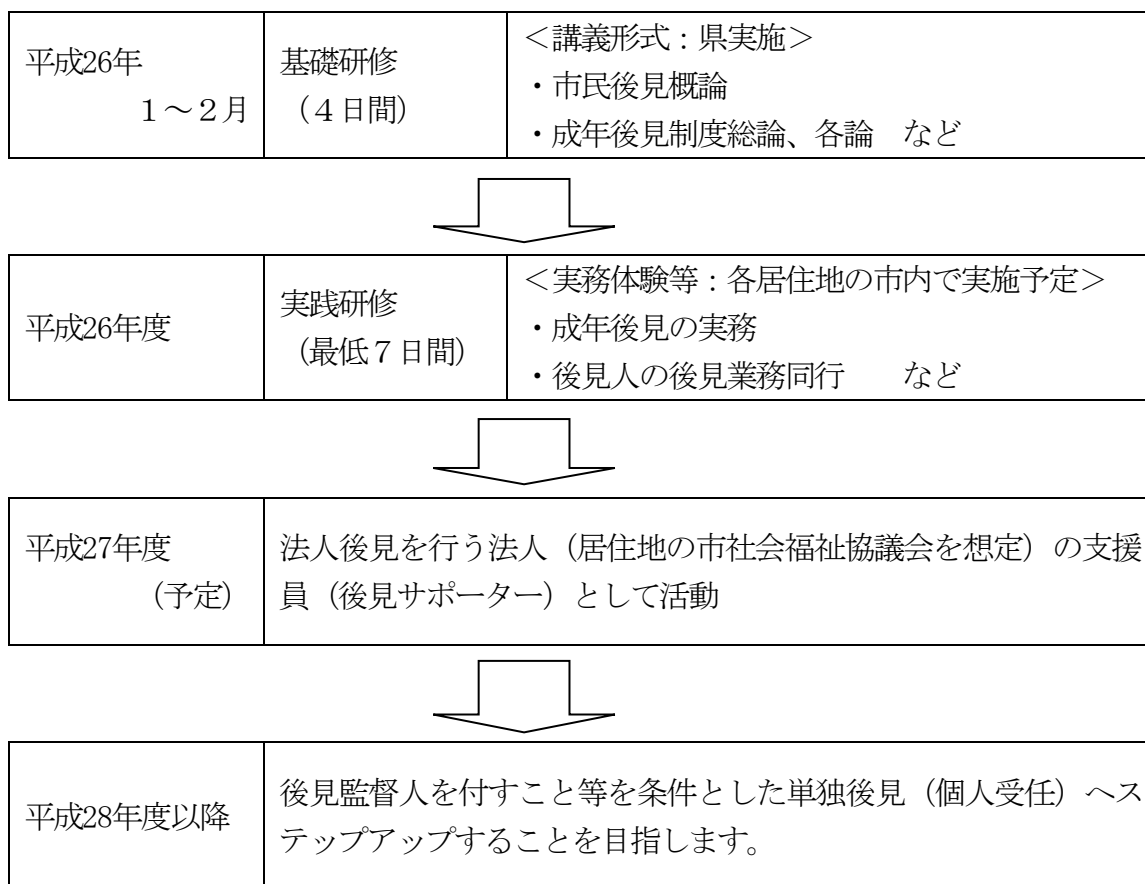 平成26年
１～２月
基礎研修
（４日間）
＜講義形式：県実施＞
・市民後見概論
・成年後見制度総論、各論　など
平成26年度
実践研修
（最低７日間）
＜実務体験等：各居住地の市内で実施予定＞
・成年後見の実務
・後見人の後見業務同行　　など
平成27年度
（予定）
法人後見を行う法人（居住地の市社会福祉協議会を想定）の支援
員（後見サポーター）として活動
平成28年度以降
後見監督人を付すこと等を条件とした単独後見（個人受任）へス
テップアップすることを目指します。